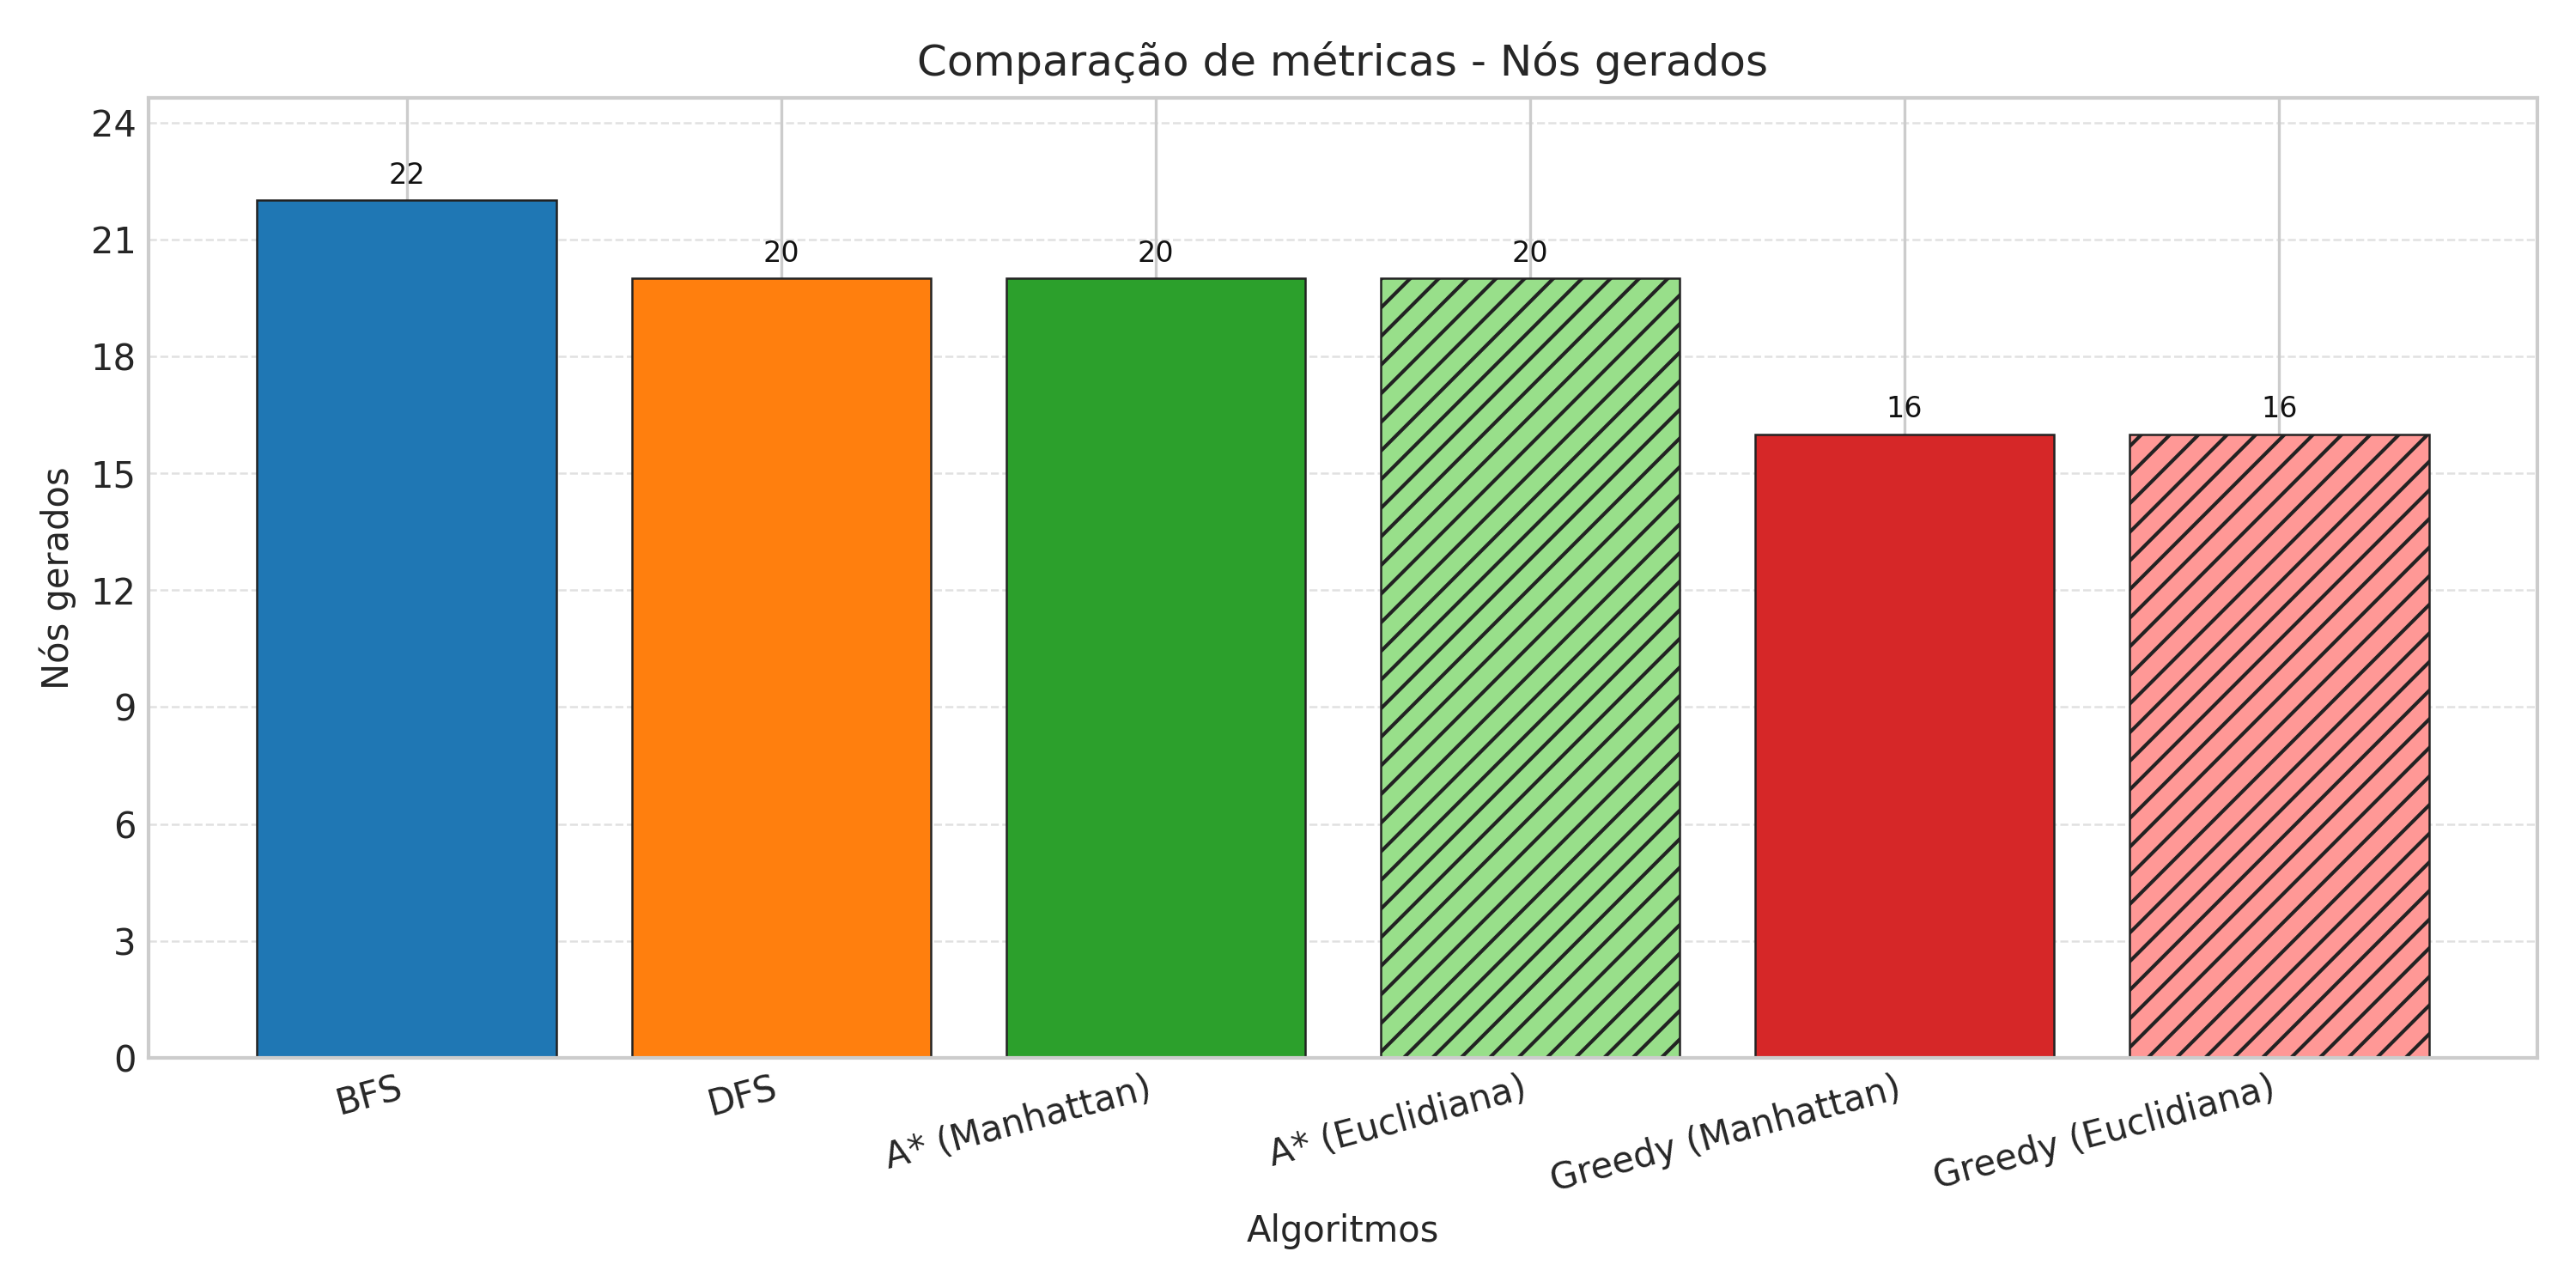 Comparação de métricas - Nós gerados
Nós gerados
24
21
18
15
12
9
6
3
0
22
20
20
20
16
16
BFS
DFS
A* (Manhattan)
A* (Euclidiana)
Greedy (Manhattan)
Greedy (Euclidiana)
Algoritmos